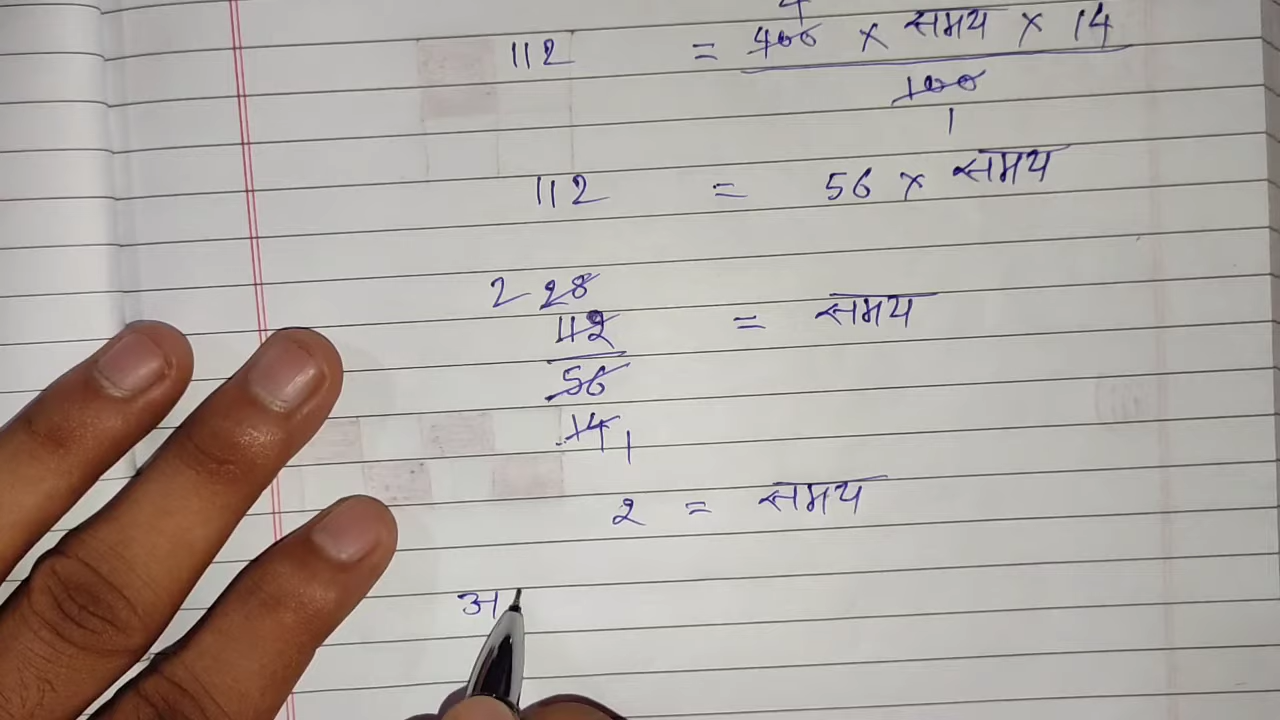 4
112 = 400 × समय × 14
100
1
112 = 56 × समय
2 28
112 = समय
56
14 1
2 = समय
अ